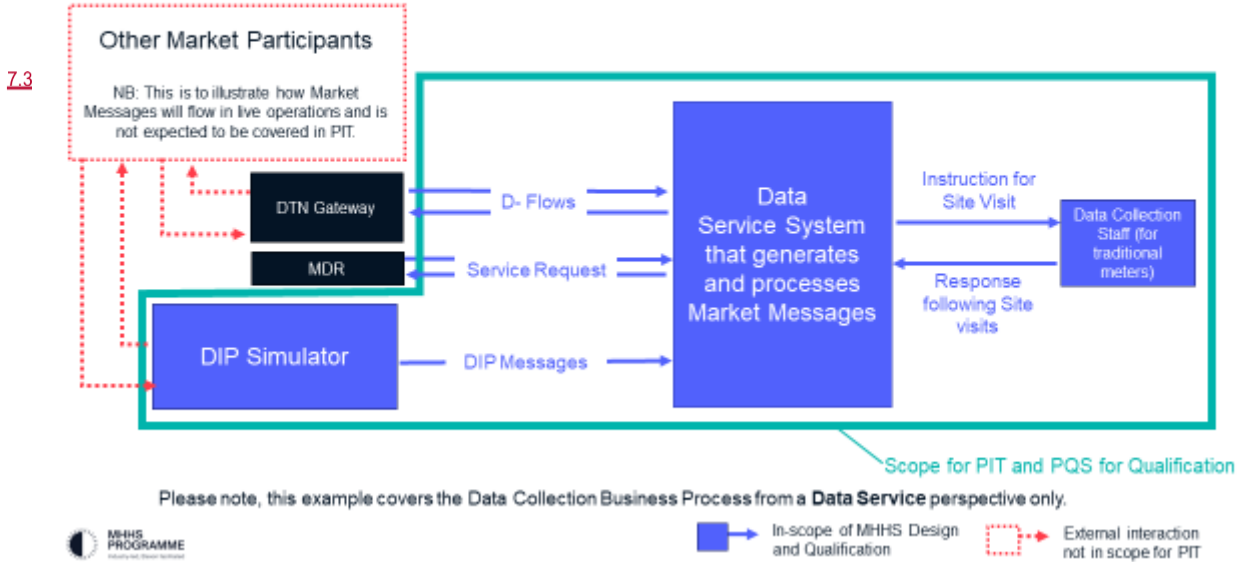 7.3
Other Market Participants
NB: This is to illustrate how Market
Messages will flow in live operations and is
not expected to be covered in PIT.
DTN Gateway
MDR
DIP Simulator
D- Flows
Service Request
DIP Messages
Data
Service System
that generates
and processes
Market Messages
Instruction for
Site Visit
Response
following Site
visits
Data Collection
Staff (for
traditional
meters)
Scope for PIT and PQS for Qualification
Please note, this example covers the Data Collection Business Process from a Data Service perspective only.
MHHS
PROGRAMME
In-scope of MHHS Design
and Qualification
External interaction
not in scope for PIT